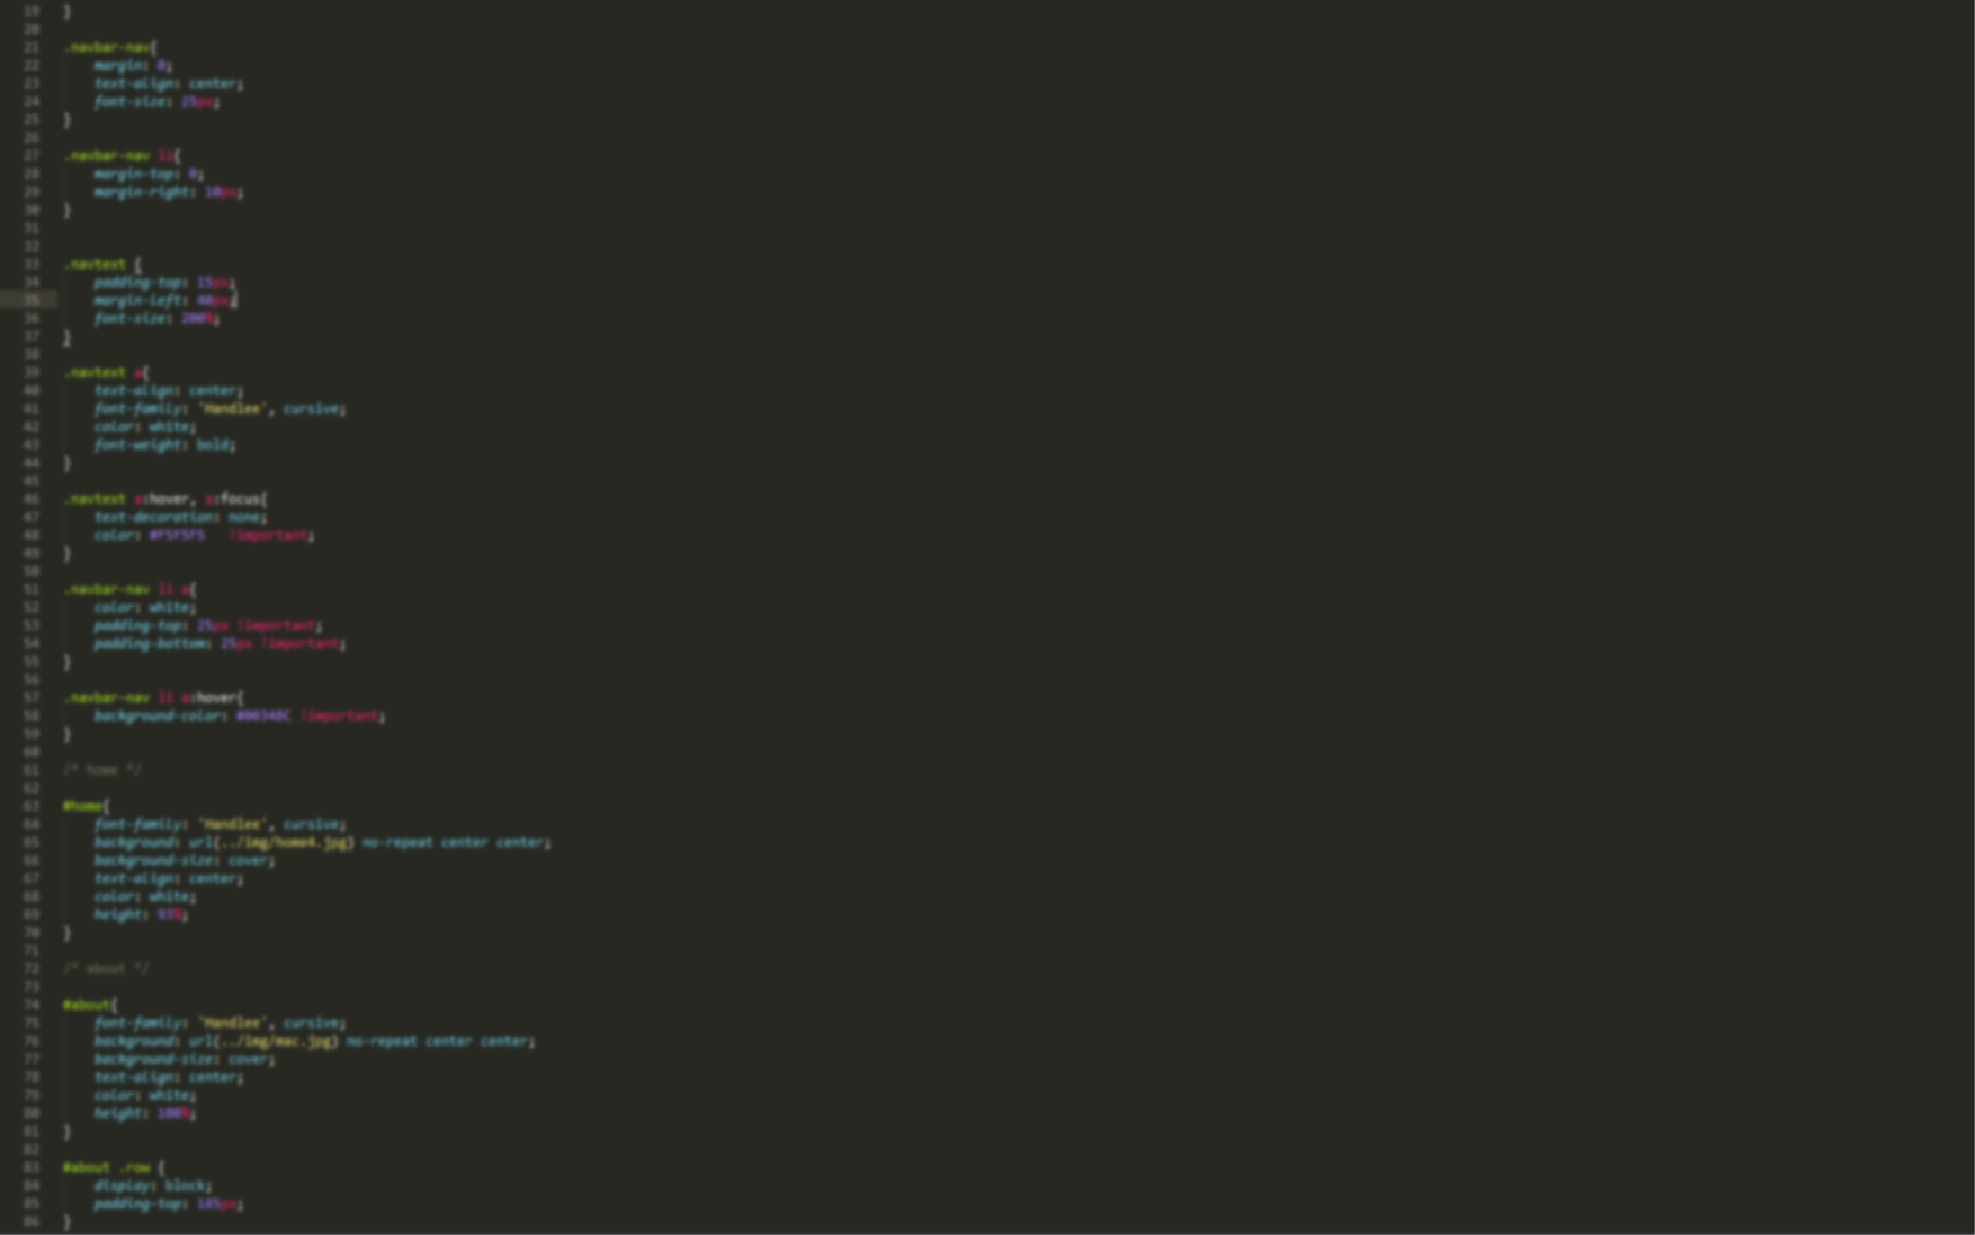 19 }
20
21 .navbar-nav{
22 margin: 0;
23 text-align: center;
24 font-size: 25px;
25 }
26
27 .navbar-nav li{
28 margin-top: 0;
29 margin-right: 10px;
30 }
31
32
33 .navtext {
34 padding-top: 15px;
35 margin-left: 40px;
36 font-size: 200%;
37 }
38
39 .navtext a{
40 text-align: center;
41 font-family: 'Handlee', cursive;
42 color: white;
43 font-weight: bold;
44 }
45
46 .navtext a:hover, a:focus{
47 text-decoration: none;
48 color: #F5F5F5 !important;
49 }
50
51 .navbar-nav li a{
52 color: white;
53 padding-top: 25px !important;
54 padding-bottom: 25px !important;
55 }
56
57 .navbar-nav li a:hover{
58 background-color: !important;
59 }
60
61 /* home */
62
63 #home{
64 font-family: 'Handlee', cursive;
65 background: url(../img/home4.jpg) no-repeat center center;
66 background-size: cover;
67 text-align: center;
68 color: white;
69 height: 93%;
70 }
71
72 /* about */
73
74 #about{
75 font-family: 'Handlee', cursive;
76 background: url(../img/mac.jpg) no-repeat center center;
77 background-size: cover;
78 text-align: center;
79 color: white;
80 height: 100%;
81 }
82
83 #about .row {
84 display: block;
85 padding-top: 185px;
86 }